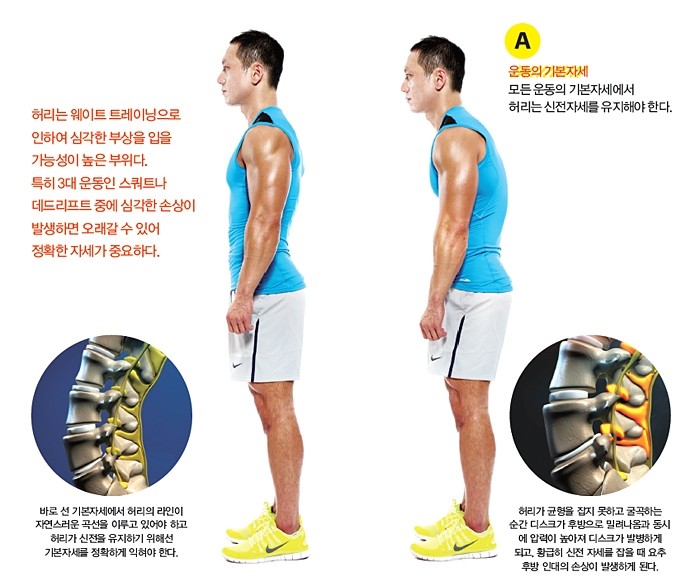 A
운동의 기본자세
모든 운동의 기본자세에서
허리는 신전자세를 유지해야 한다.
허리는 웨이트 트레이닝으로
인하여 심각한 부상을 입을
가능성이 높은 부위다.
특히 3대 운동인 스쿼트나
데드리프트 중에 심각한 손상이
발생하면 오래갈 수 있어
정확한 자세가 중요하다.
바로 선 기본자세에서 허리의 라인이
자연스러운 곡선을 이루고 있어야 하고
허리가 신전을 유지하기 위해선
기본자세를 정확하게 익혀야 한다.
허리가 균형을 잡지 못하고 굴곡하는
순간 디스크가 후방으로 밀려나옴과 동시
에 압력이 높아져 디스크가 발병하게
되고, 황급히 신전 자세를 잡을 때 요추
후방 인대의 손상이 발생하게 된다.